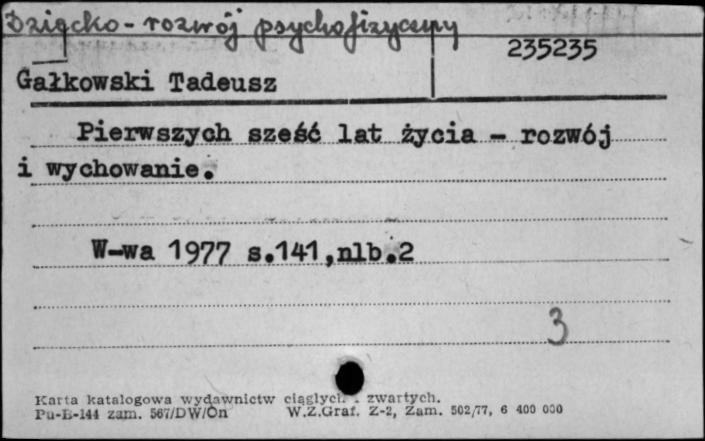 Dziecko - rozwój psychofizyczny
235235
Gałkowski Tadeusz
Pierwszych sześć lat życia - rozwój
i wychowanie.
W-wa 1977 s.141,nlb.2
3
Karta katalogowa wydawnictw ciągłych i zwartych.
Pu-B-144 zam. 567/DW/On W.Z.Graf. Z-2, Zam. 502/77, 6 400 000